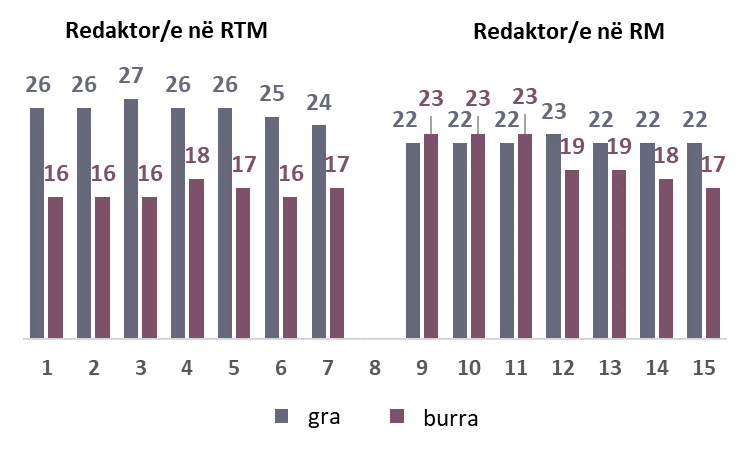 Redaktor/e në RTM
Redaktor/e në RM
26 26 27 26 26 25 24
16 16 16 18 17 16 17
22 22 22 23 22 22 22
23 23 23 19 19 18 17
1 2 3 4 5 6 7 8 9 10 11 12 13 14 15
gra burra